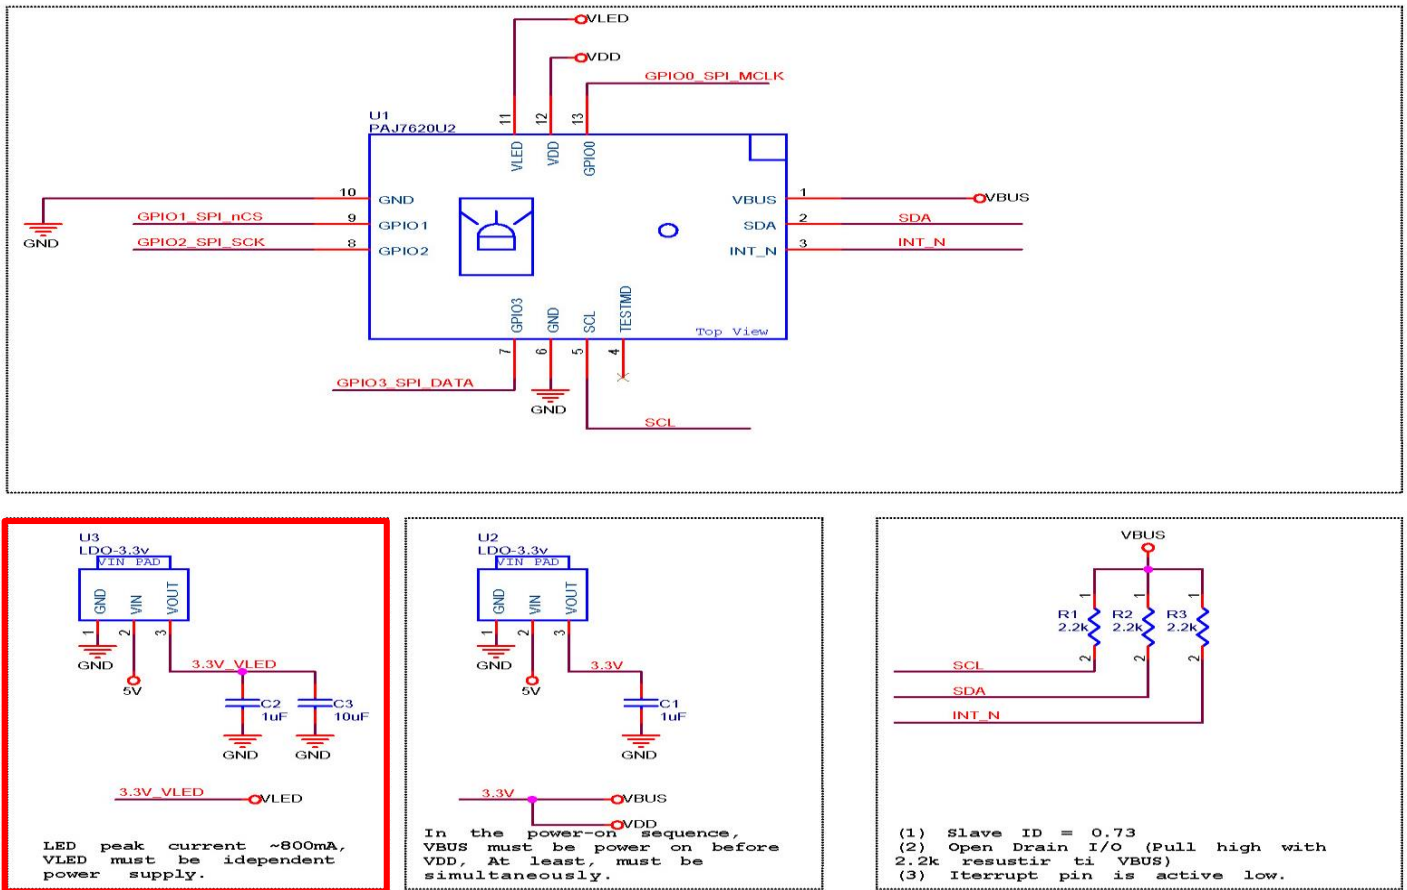 VLED
VDD
GPIO0_SPI_MCLK
U1
PAJ7620U2
11
12
13
VLED
VDD
GPIO0
10
GND
GND
GPIO1_SPI_nCS
9
GPIO1
GPIO2_SPI_SCK
8
GPIO2
VBUS
1
VBUS
SDA
2
SDA
INT_N
3
INT_N
GPIO3
GND
SCL
TESTMD
Top View
7
6
5
4
GPIO3_SPI_DATA
GND
SCL
U3
LDO-3.3v
VIN PAD
GND
VIN
VOUT
1
2
3
GND
5V
3.3V_VLED
C2
1uF
C3
10uF
GND
GND
3.3V_VLED
VLED
LED peak current ~800mA,
VLED must be idependent
power supply.
U2
LDO-3.3v
VIN PAD
GND
VIN
VOUT
1
2
3
GND
5V
3.3V
C1
1uF
GND
3.3V
VBUS
VDD
In the power-on sequence,
VBUS must be power on before
VDD, At least, must be
simultaneously.
VBUS
1
1
1
R1
2.2k
R2
2.2k
R3
2.2k
2
2
2
SCL
SDA
INT_N
(1) Slave ID = 0.73
(2) Open Drain I/O (Pull high with
2.2k resustir ti VBUS)
(3) Iterrupt pin is active low.